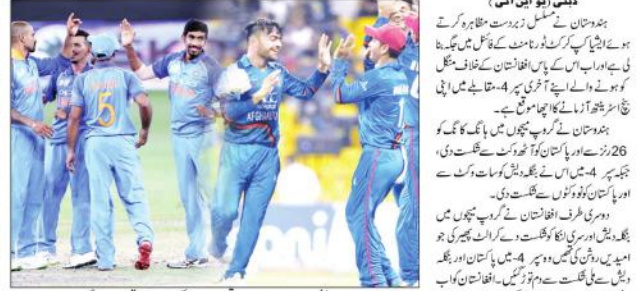 دبئی (یو این آئی)
ہندوستان نے مسلسل زبردست مظاہرہ کرتے
ہوئے ایشیا کپ کرکٹ ٹورنامنٹ کے فائنل میں جگہ بنا
لی ہے اور اب اس کے پاس افغانستان کے خلاف منگل
کو ہونے والے اپنے آخری سپر 4- مقابلے میں اپنی
بنچ اسٹرینتھ آزمانے کا اچھا موقع ہے۔
ہندوستان نے گروپ میچوں میں ہانگ کانگ کو
26 رنز سے اور پاکستان کو آٹھ وکٹ سے شکست دی،
جبکہ سپر 4- میں اس نے بنگلہ دیش کو سات وکٹ سے
اور پاکستان کو نو وکٹوں سے شکست دی۔
دوسری طرف افغانستان نے گروپ میچوں میں
بنگلہ دیش اور سری لنکا کو شکست دے کر الٹ پھیر کی جو
امیدیں روشن کی تھیں وہ سپر 4- میں پاکستان اور بنگلہ
دیش سے ملی شکست سے دم توڑ گئیں۔ افغانستان کو اب
5
AFGHANI